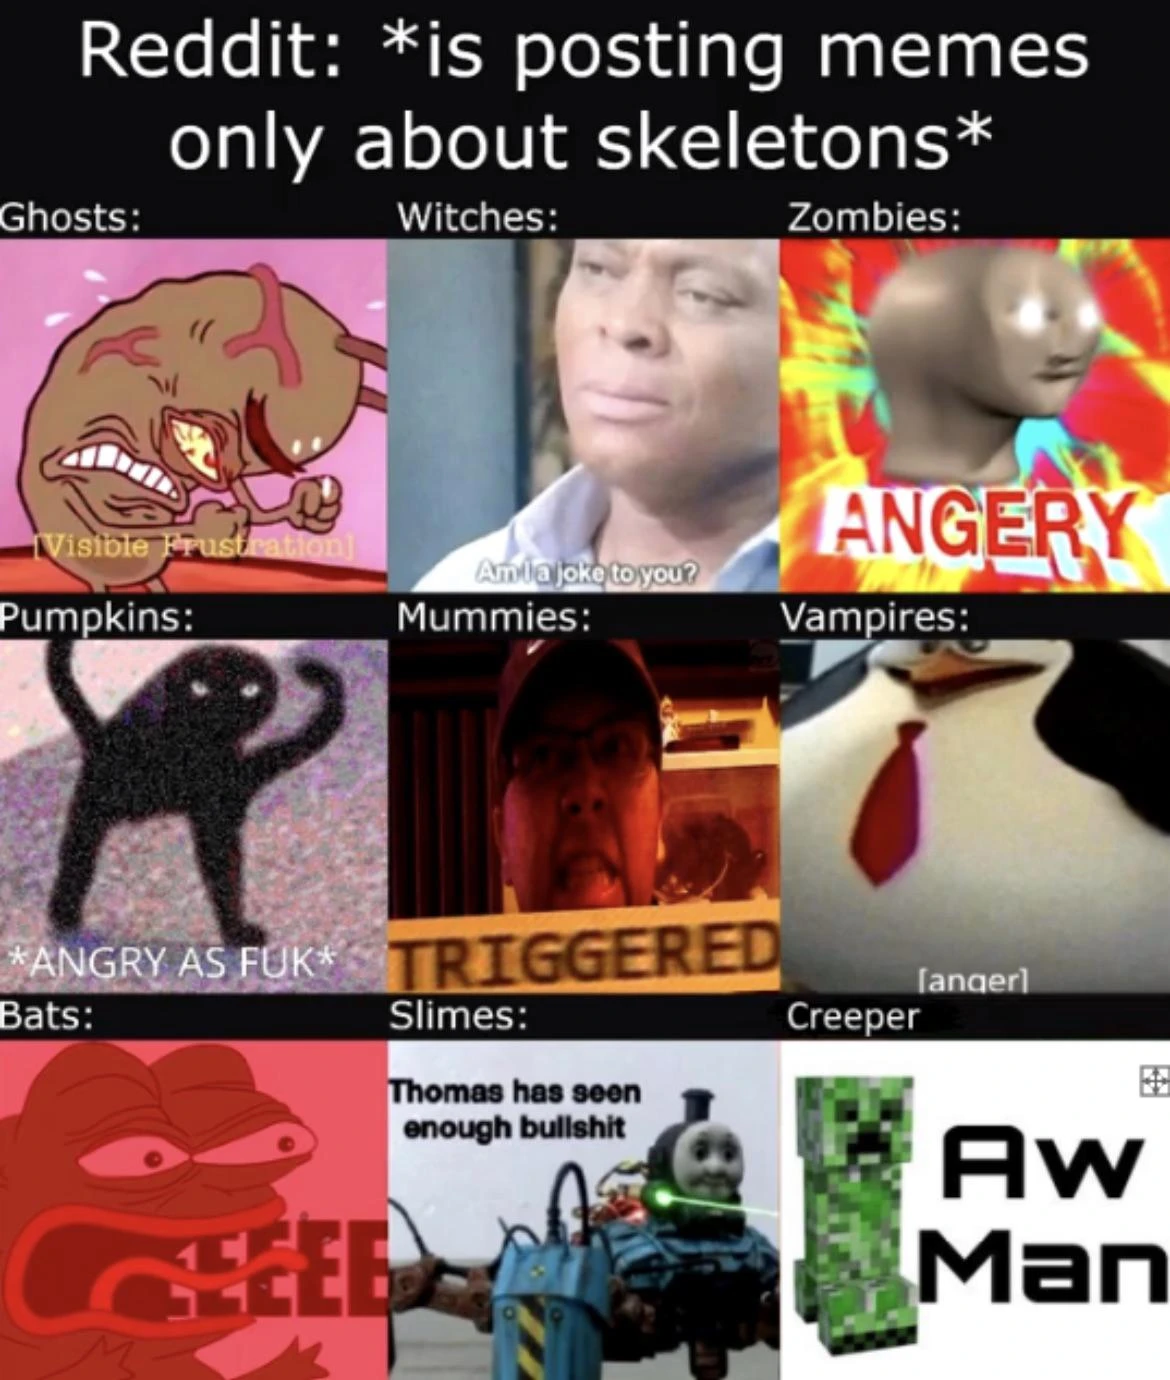 Reddit: *is posting memes
only about skeletons*
Ghosts:
Witches:
Zombies:
[Visible Frustration]
Am I a joke to you?
ANGERY
Pumpkins:
Mummies:
Vampires:
*ANGRY AS FUK*
TRIGGERED
[anger]
Bats:
Slimes:
Creeper
EEEEE
Thomas has seen
enough bullshit
Aw
Man